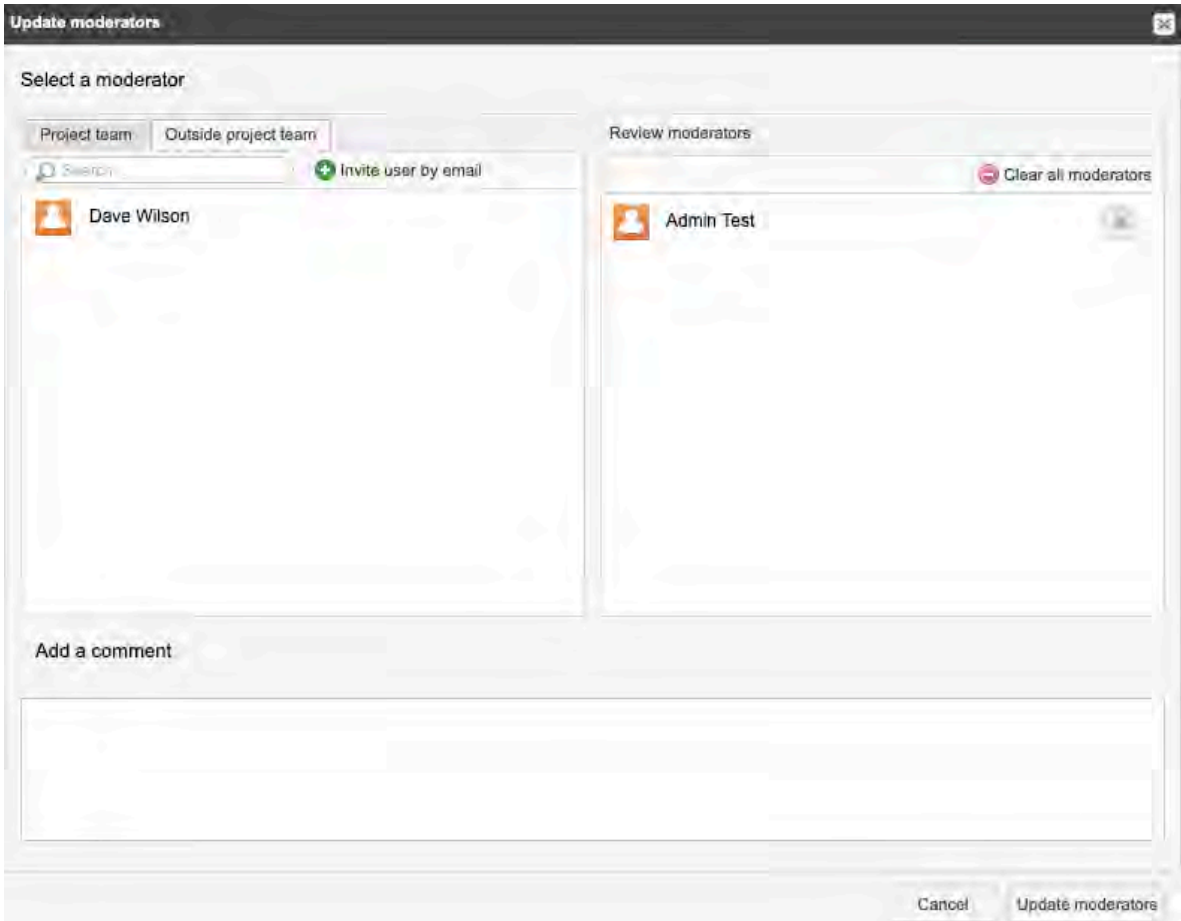 Update moderators
Select a moderator
Project team
Outside project team
Search
Invite user by email
Dave Wilson
Review moderators
Clear all moderators
Admin Test
Add a comment
Cancel
Update moderators